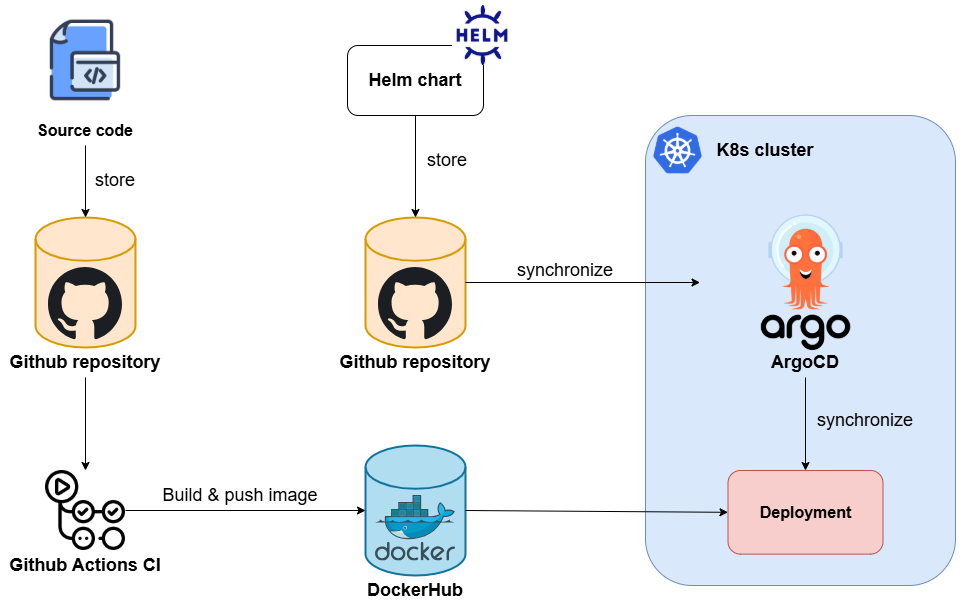 HELM
Helm chart
Source code
K8s cluster
store
store
synchronize
argo
Github repository
Github repository
ArgoCD
synchronize
Build & push image
Deployment
docker
Github Actions CI
DockerHub